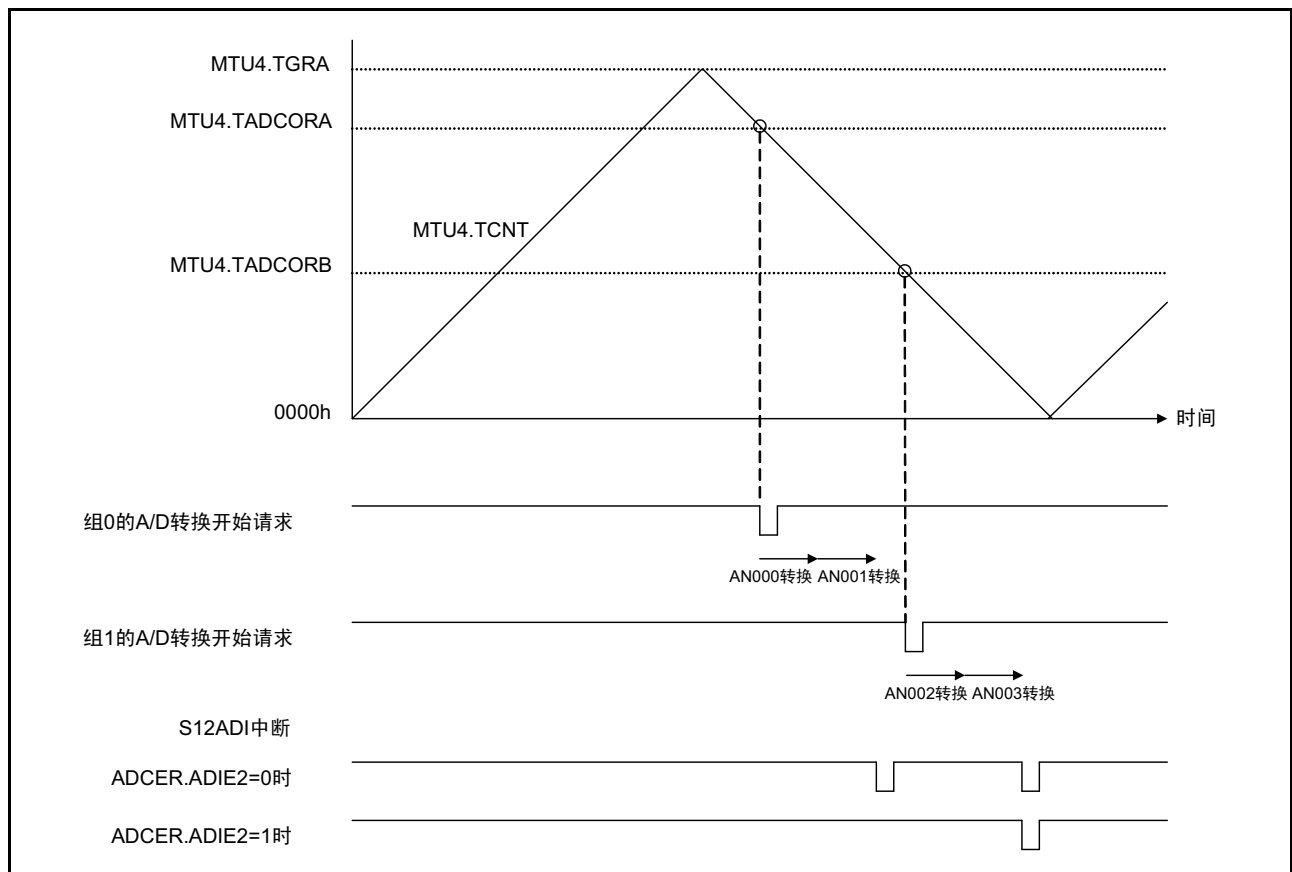 MTU4.TGRA
MTU4.TADCORA
MTU4.TCNT
MTU4.TADCORB
0000h
时间
组0的A/D转换开始请求
AN000转换 AN001转换
组1的A/D转换开始请求
AN002转换 AN003转换
S12ADI中断
ADCER.ADIE2=0时
ADCER.ADIE2=1时